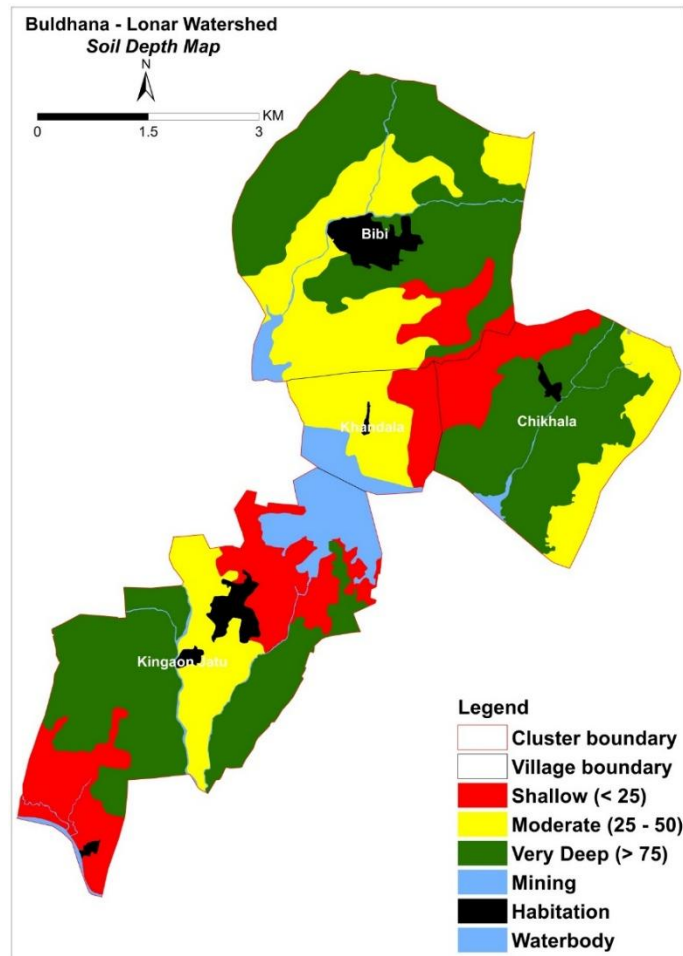 Buldhana - Lonar Watershed
Soil Depth Map
N
KM
0 1.5 3
Bibi
Khandala
Chikhala
Kingaon Jatu
Legend
Cluster boundary
Village boundary
Shallow (< 25)
Moderate (25 - 50)
Very Deep (> 75)
Mining
Habitation
Waterbody